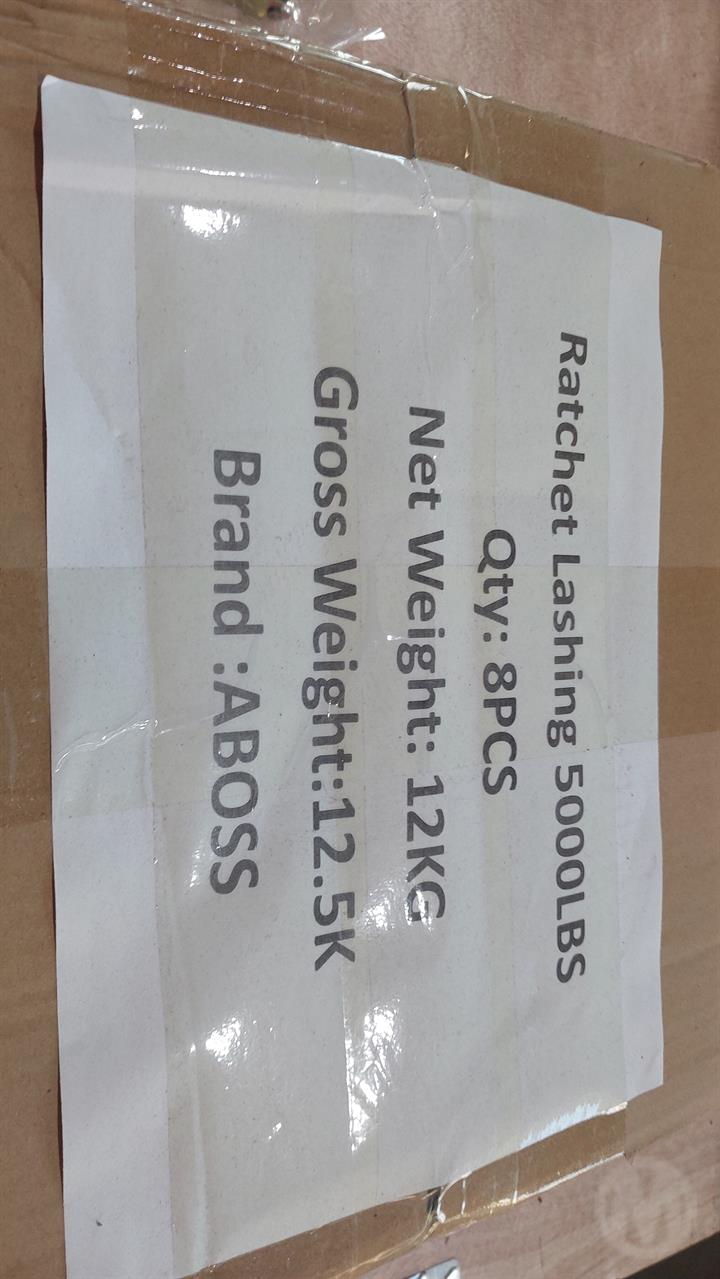 Ratchet Lashing 5000LBS
Qty: 8PCS
Net Weight: 12KG
Gross Weight:12.5K
Brand :ABOSS
M